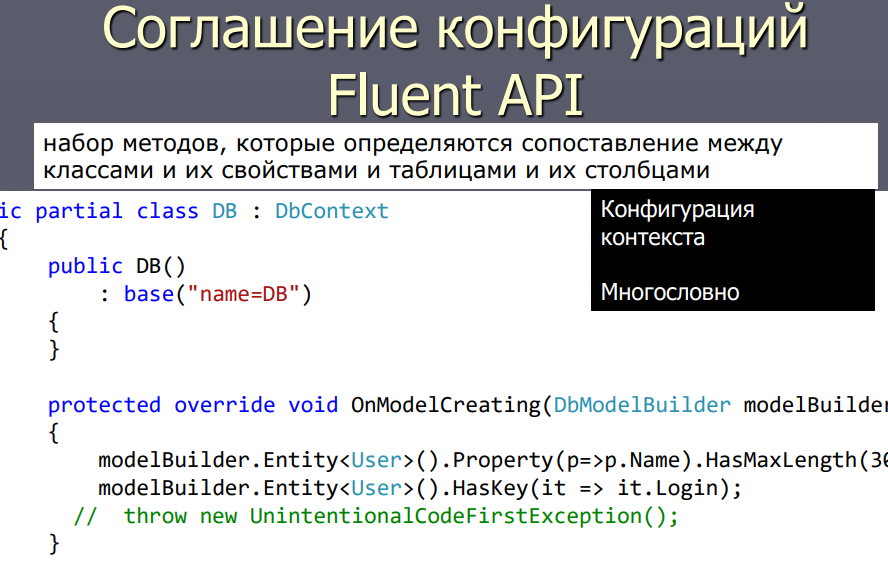 Соглашение конфигураций
Fluent API
набор методов, которые определяются сопоставление между
классами и их свойствами и таблицами и их столбцами
Конфигурация
контекста
Многословно
ic partial class DB : DbContext
{
public DB()
: base("name=DB")
{
}
protected override void OnModelCreating(DbModelBuilder modelBuilder
{
modelBuilder.Entity<User>().Property(p=>p.Name).HasMaxLength(30
modelBuilder.Entity<User>().HasKey(it => it.Login);
// throw new UnintentionalCodeFirstException();
}